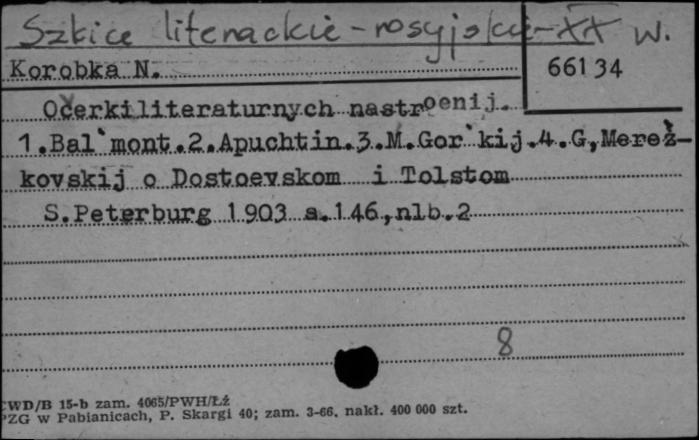 Szkice literackie - rosyjskie - XX w.
Korobka N.
66134
Očerki literaturnych nastroenij.
1.Bal`mont.2.Apuchtin.3.M.Gor`kij.4.G,Merež-
kovskij o Dostoevskom i Tolstom
S.Peterburg 1903 s.146,nlb.2
8
CWD/B 15-b zam. 4065/PWH/Łź
PZG w Pabianicach, P. Skargi 40; zam. 3-66, nakł. 400 000 szt.